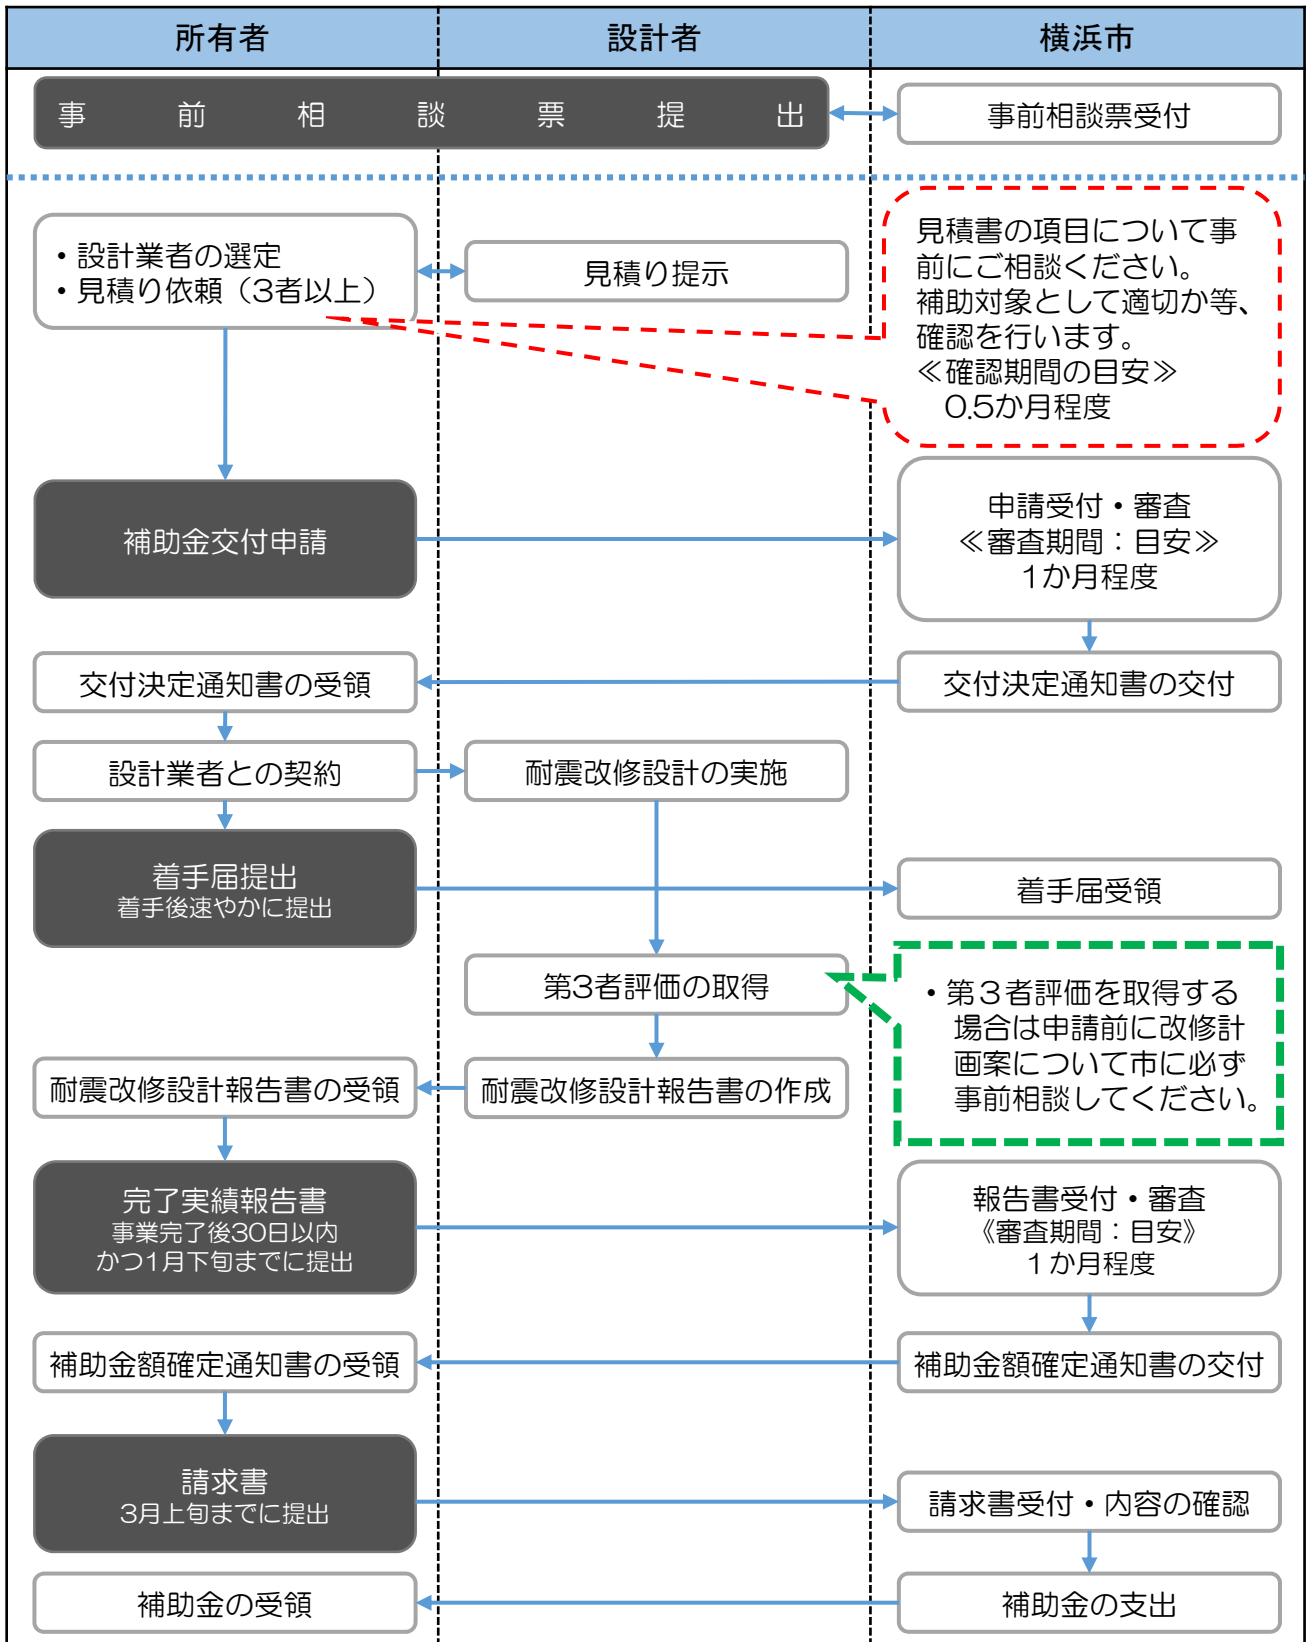 所有者
設計者
横浜市
事前相談票提出
事前相談票受付
・設計業者の選定
・見積り依頼（3者以上）
見積り提示
見積書の項目について事
前にご相談ください。
補助対象として適切か等、
確認を行います。
≪確認期間の目安≫
0.5か月程度
補助金交付申請
申請受付・審査
≪審査期間：目安≫
1か月程度
交付決定通知書の受領
交付決定通知書の交付
設計業者との契約
耐震改修設計の実施
着手届提出
着手後速やかに提出
着手届受領
第3者評価の取得
・第３者評価を取得する
場合は申請前に改修計
画案について市に必ず
事前相談してください。
耐震改修設計報告書の受領
耐震改修設計報告書の作成
完了実績報告書
事業完了後30日以内
かつ1月下旬までに提出
報告書受付・審査
《審査期間：目安》
１か月程度
補助金額確定通知書の受領
補助金額確定通知書の交付
請求書
3月上旬までに提出
請求書受付・内容の確認
補助金の受領
補助金の支出